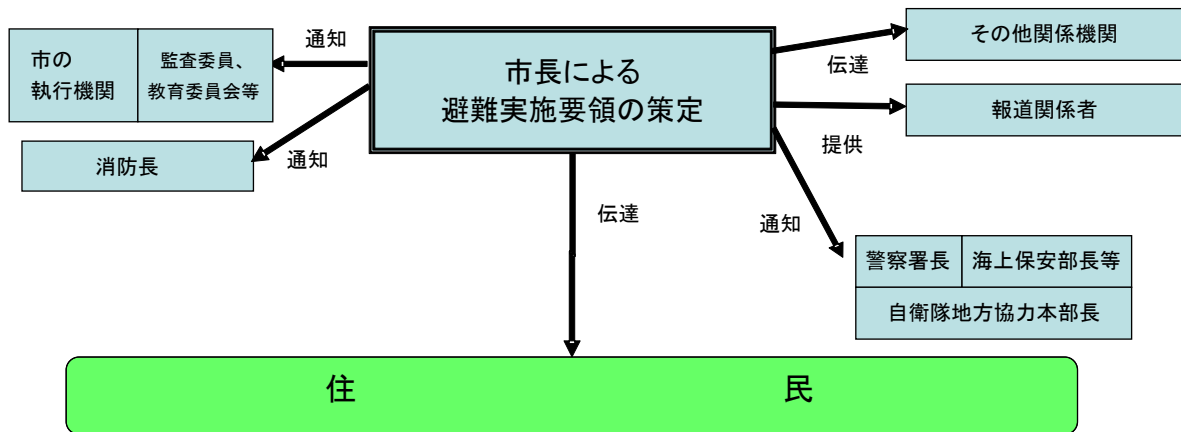 市の
執行機関
監査委員、
教育委員会等
通知
市長による
避難実施要領の策定
その他関係機関
伝達
報道関係者
提供
消防長
通知
伝達
通知
警察署長
海上保安部長等
自衛隊地方協力本部長
住民